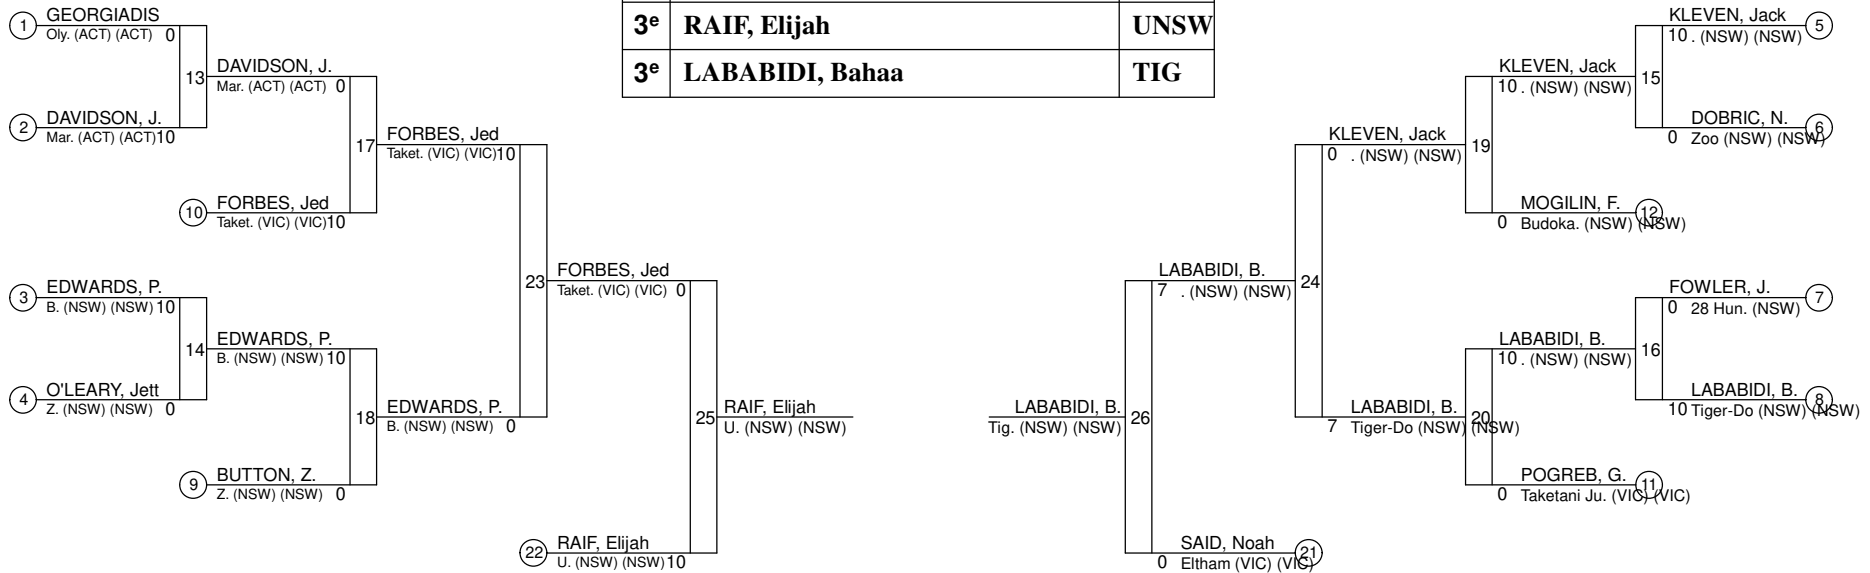 3e RAIF, Elijah UNSW
3e LABABIDI, Bahaa TIG
1 GEORGIADIS
Oly. (ACT) (ACT) 0
13
DAVIDSON, J.
Mar. (ACT) (ACT) 0
2 DAVIDSON, J.
Mar. (ACT) (ACT) 10
17
FORBES, Jed
Taket. (VIC) (VIC) 10
10 FORBES, Jed
Taket. (VIC) (VIC) 10
3 EDWARDS, P.
B. (NSW) (NSW) 10
14
EDWARDS, P.
B. (NSW) (NSW) 10
4 O'LEARY, Jett
Z. (NSW) (NSW) 0
18
EDWARDS, P.
B. (NSW) (NSW) 0
9 BUTTON, Z.
Z. (NSW) (NSW) 0
23
FORBES, Jed
Taket. (VIC) (VIC) 0
25
RAIF, Elijah
U. (NSW) (NSW)
22 RAIF, Elijah
U. (NSW) (NSW) 10
KLEVEN, Jack 5
10 . (NSW) (NSW)
15
KLEVEN, Jack
10 . (NSW) (NSW)
DOBRIC, N. 6
0 Zoo (NSW) (NSW)
19
KLEVEN, Jack
0 . (NSW) (NSW)
MOGILIN, F. 12
0 Budoka. (NSW) (NSW)
FOWLER, J. 7
0 28 Hun. (NSW)
16
LABABIDI, B.
10 . (NSW) (NSW)
LABABIDI, B. 8
10 Tiger-Do (NSW) (NSW)
20
LABABIDI, B.
7 Tiger-Do (NSW) (NSW)
POGREB, G. 11
0 Taketani Ju. (VIC) (VIC)
24
LABABIDI, B.
7 . (NSW) (NSW)
26
LABABIDI, B.
Tig. (NSW) (NSW)
SAID, Noah 21
0 Eltham (VIC) (VIC)